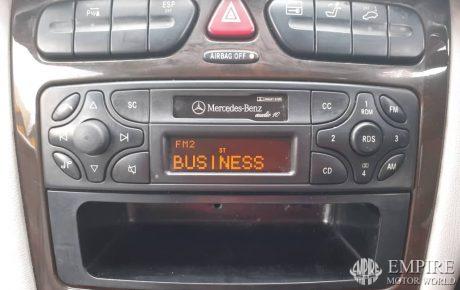 ESP
OFF
AIRBAG OFF
SC
Mercedes-Benz
audio 10
CC
1
RDM
FM
FM2
ST
BUSINESS
2
RDS
3
CD
4
AM
EMPIRE
MOTOR WORLD